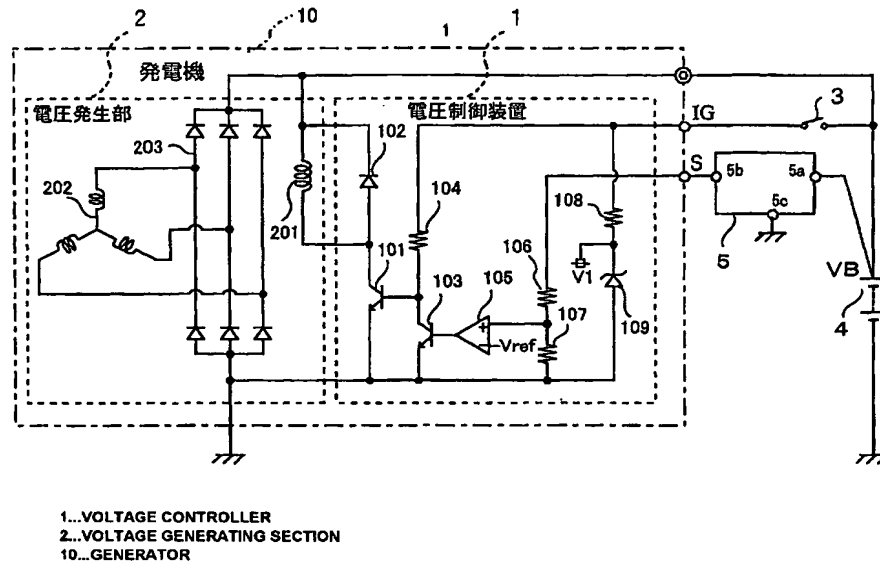 2
10
1
1
発電機
電圧発生部
電圧制御装置
IG
3
203
102
S
5b
5a
5c
202
104
108
201
5
106
V1
VB
101
103
105
4
107
109
+
−Vref
1...VOLTAGE CONTROLLER
2...VOLTAGE GENERATING SECTION
10...GENERATOR